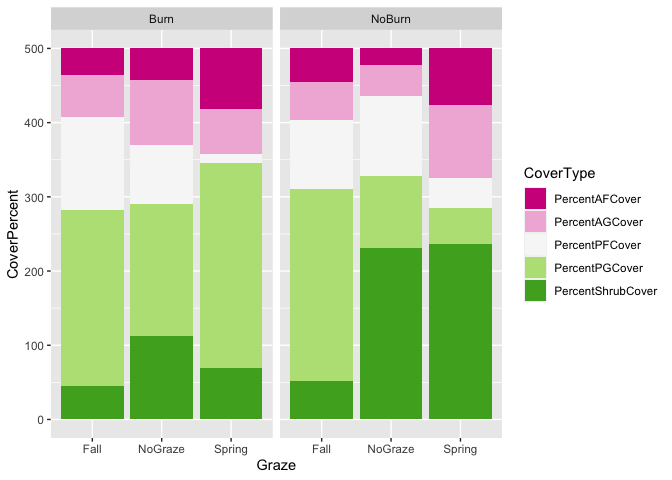 Burn
NoBurn
500
400
300
200
100
0
CoverPercent
Fall
NoGraze
Spring
Fall
NoGraze
Spring
Graze
CoverType
PercentAFCover
PercentAGCover
PercentPFCover
PercentPGCover
PercentShrubCover